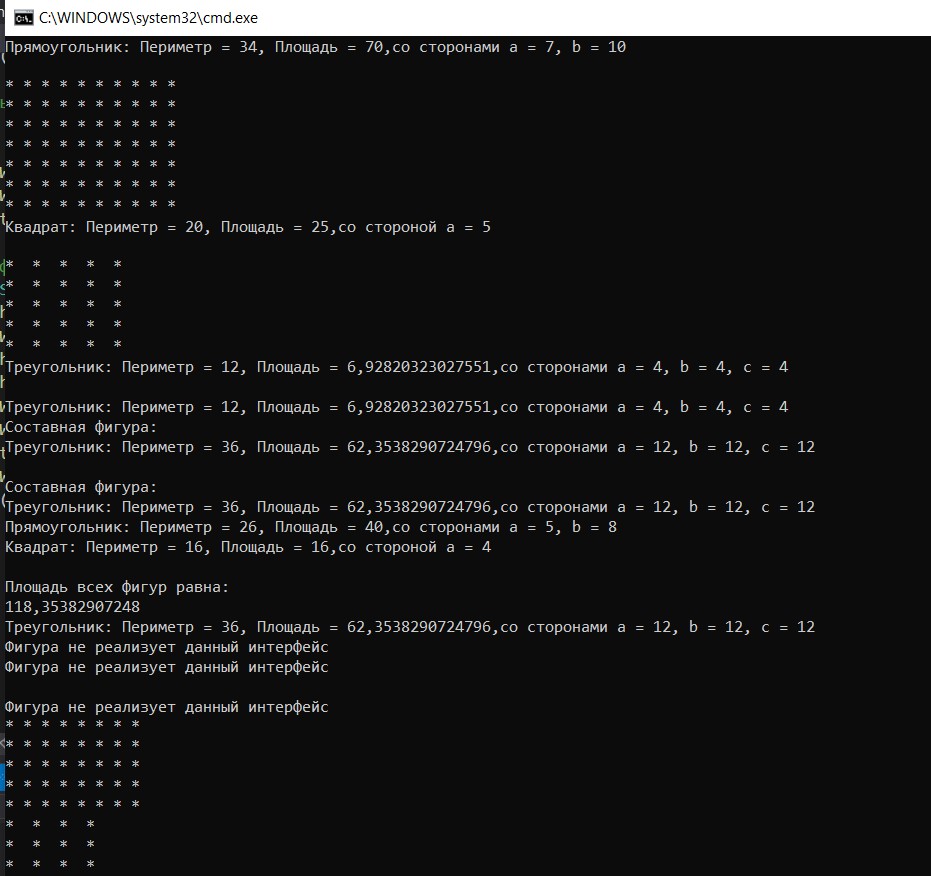 C:\WINDOWS\system32\cmd.exe
Прямоугольник: Периметр = 34, Площадь = 70,со сторонами a = 7, b = 10
* * * * * * * * * *
* * * * * * * * * *
* * * * * * * * * *
* * * * * * * * * *
* * * * * * * * * *
* * * * * * * * * *
* * * * * * * * * *
Квадрат: Периметр = 20, Площадь = 25,со стороной a = 5
*  *  *  *  *
*  *  *  *  *
*  *  *  *  *
*  *  *  *  *
*  *  *  *  *
Треугольник: Периметр = 12, Площадь = 6,92820323027551,со сторонами a = 4, b = 4, c = 4
Треугольник: Периметр = 12, Площадь = 6,92820323027551,со сторонами a = 4, b = 4, c = 4
Составная фигура:
Треугольник: Периметр = 36, Площадь = 62,3538290724796,со сторонами a = 12, b = 12, c = 12
Составная фигура:
Треугольник: Периметр = 36, Площадь = 62,3538290724796,со сторонами a = 12, b = 12, c = 12
Прямоугольник: Периметр = 26, Площадь = 40,со сторонами a = 5, b = 8
Квадрат: Периметр = 16, Площадь = 16,со стороной a = 4
Площадь всех фигур равна:
118,35382907248
Треугольник: Периметр = 36, Площадь = 62,3538290724796,со сторонами a = 12, b = 12, c = 12
Фигура не реализует данный интерфейс
Фигура не реализует данный интерфейс
Фигура не реализует данный интерфейс
* * * * * * * *
* * * * * * * *
* * * * * * * *
* * * * * * * *
* * * * * * * *
*  *  *  *
*  *  *  *
*  *  *  *